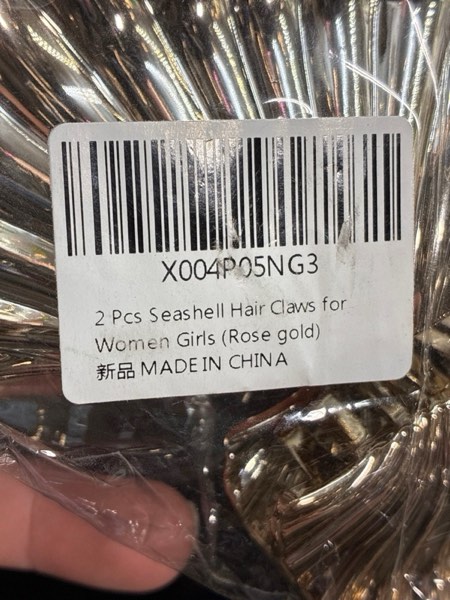 X004P05NG3
2 Pcs Seashell Hair Claws for
Women Girls (Rose gold)
新品 MADE IN CHINA